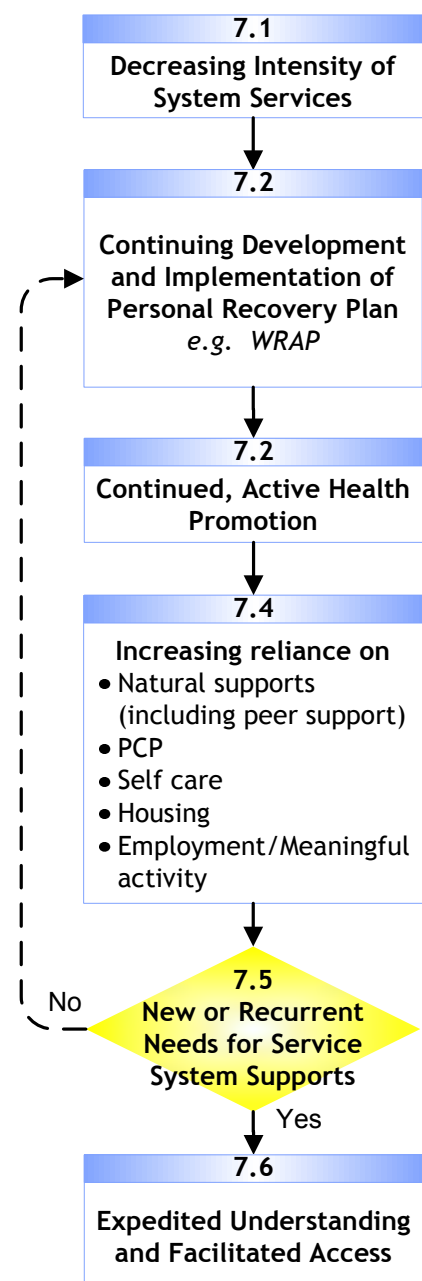 7.1
Decreasing Intensity of
System Services
7.2
Continuing Development
and Implementation of
Personal Recovery Plan
e.g. WRAP
7.2
Continued, Active Health
Promotion
7.4
Increasing reliance on
• Natural supports
(including peer support)
• PCP
• Self care
• Housing
• Employment/Meaningful
activity
7.5
New or Recurrent
Needs for Service
System Supports
No
Yes
7.6
Expedited Understanding
and Facilitated Access